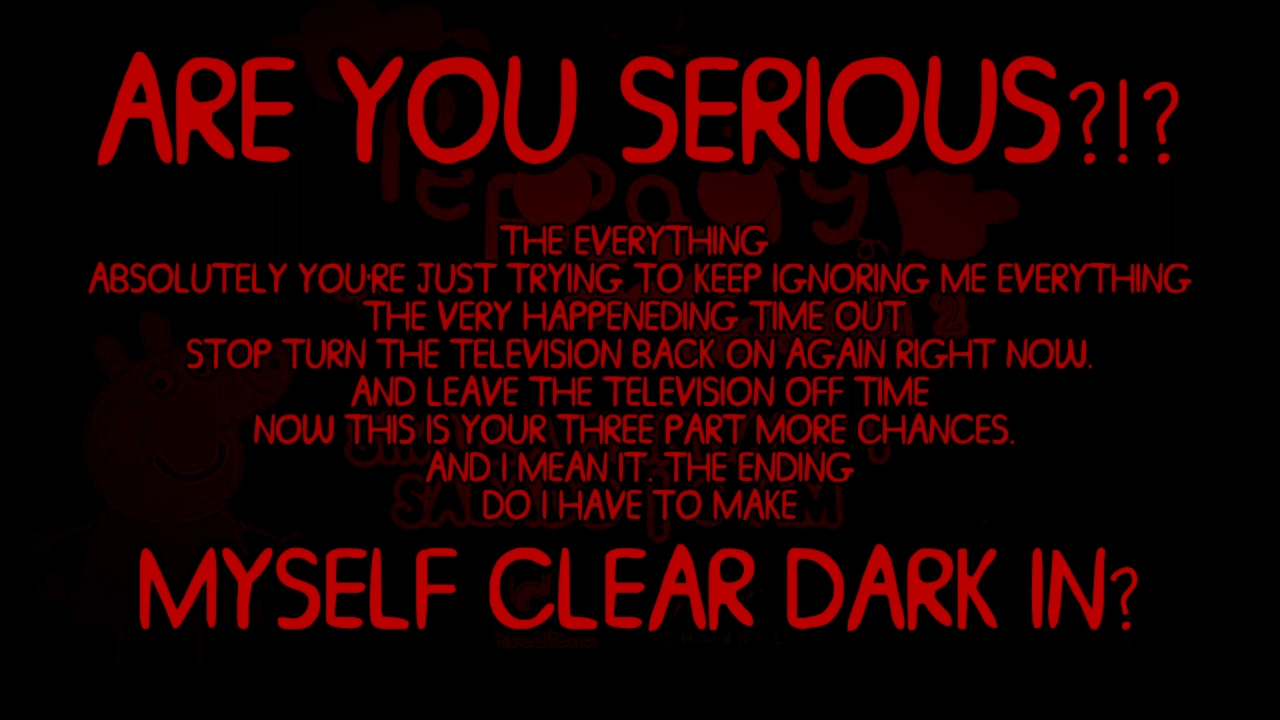 ARE YOU SERIOUS?!?
THE EVERYTHING
ABSOLUTELY YOU'RE JUST TRYING TO KEEP IGNORING ME EVERYTHING
THE VERY HAPPENEDING TIME OUT
STOP TURN THE TELEVISION BACK ON AGAIN RIGHT NOW.
AND LEAVE THE TELEVISION OFF TIME
NOW THIS IS YOUR THREE PART MORE CHANCES.
AND I MEAN IT. THE ENDING
DO I HAVE TO MAKE
MYSELF CLEAR DARK IN?